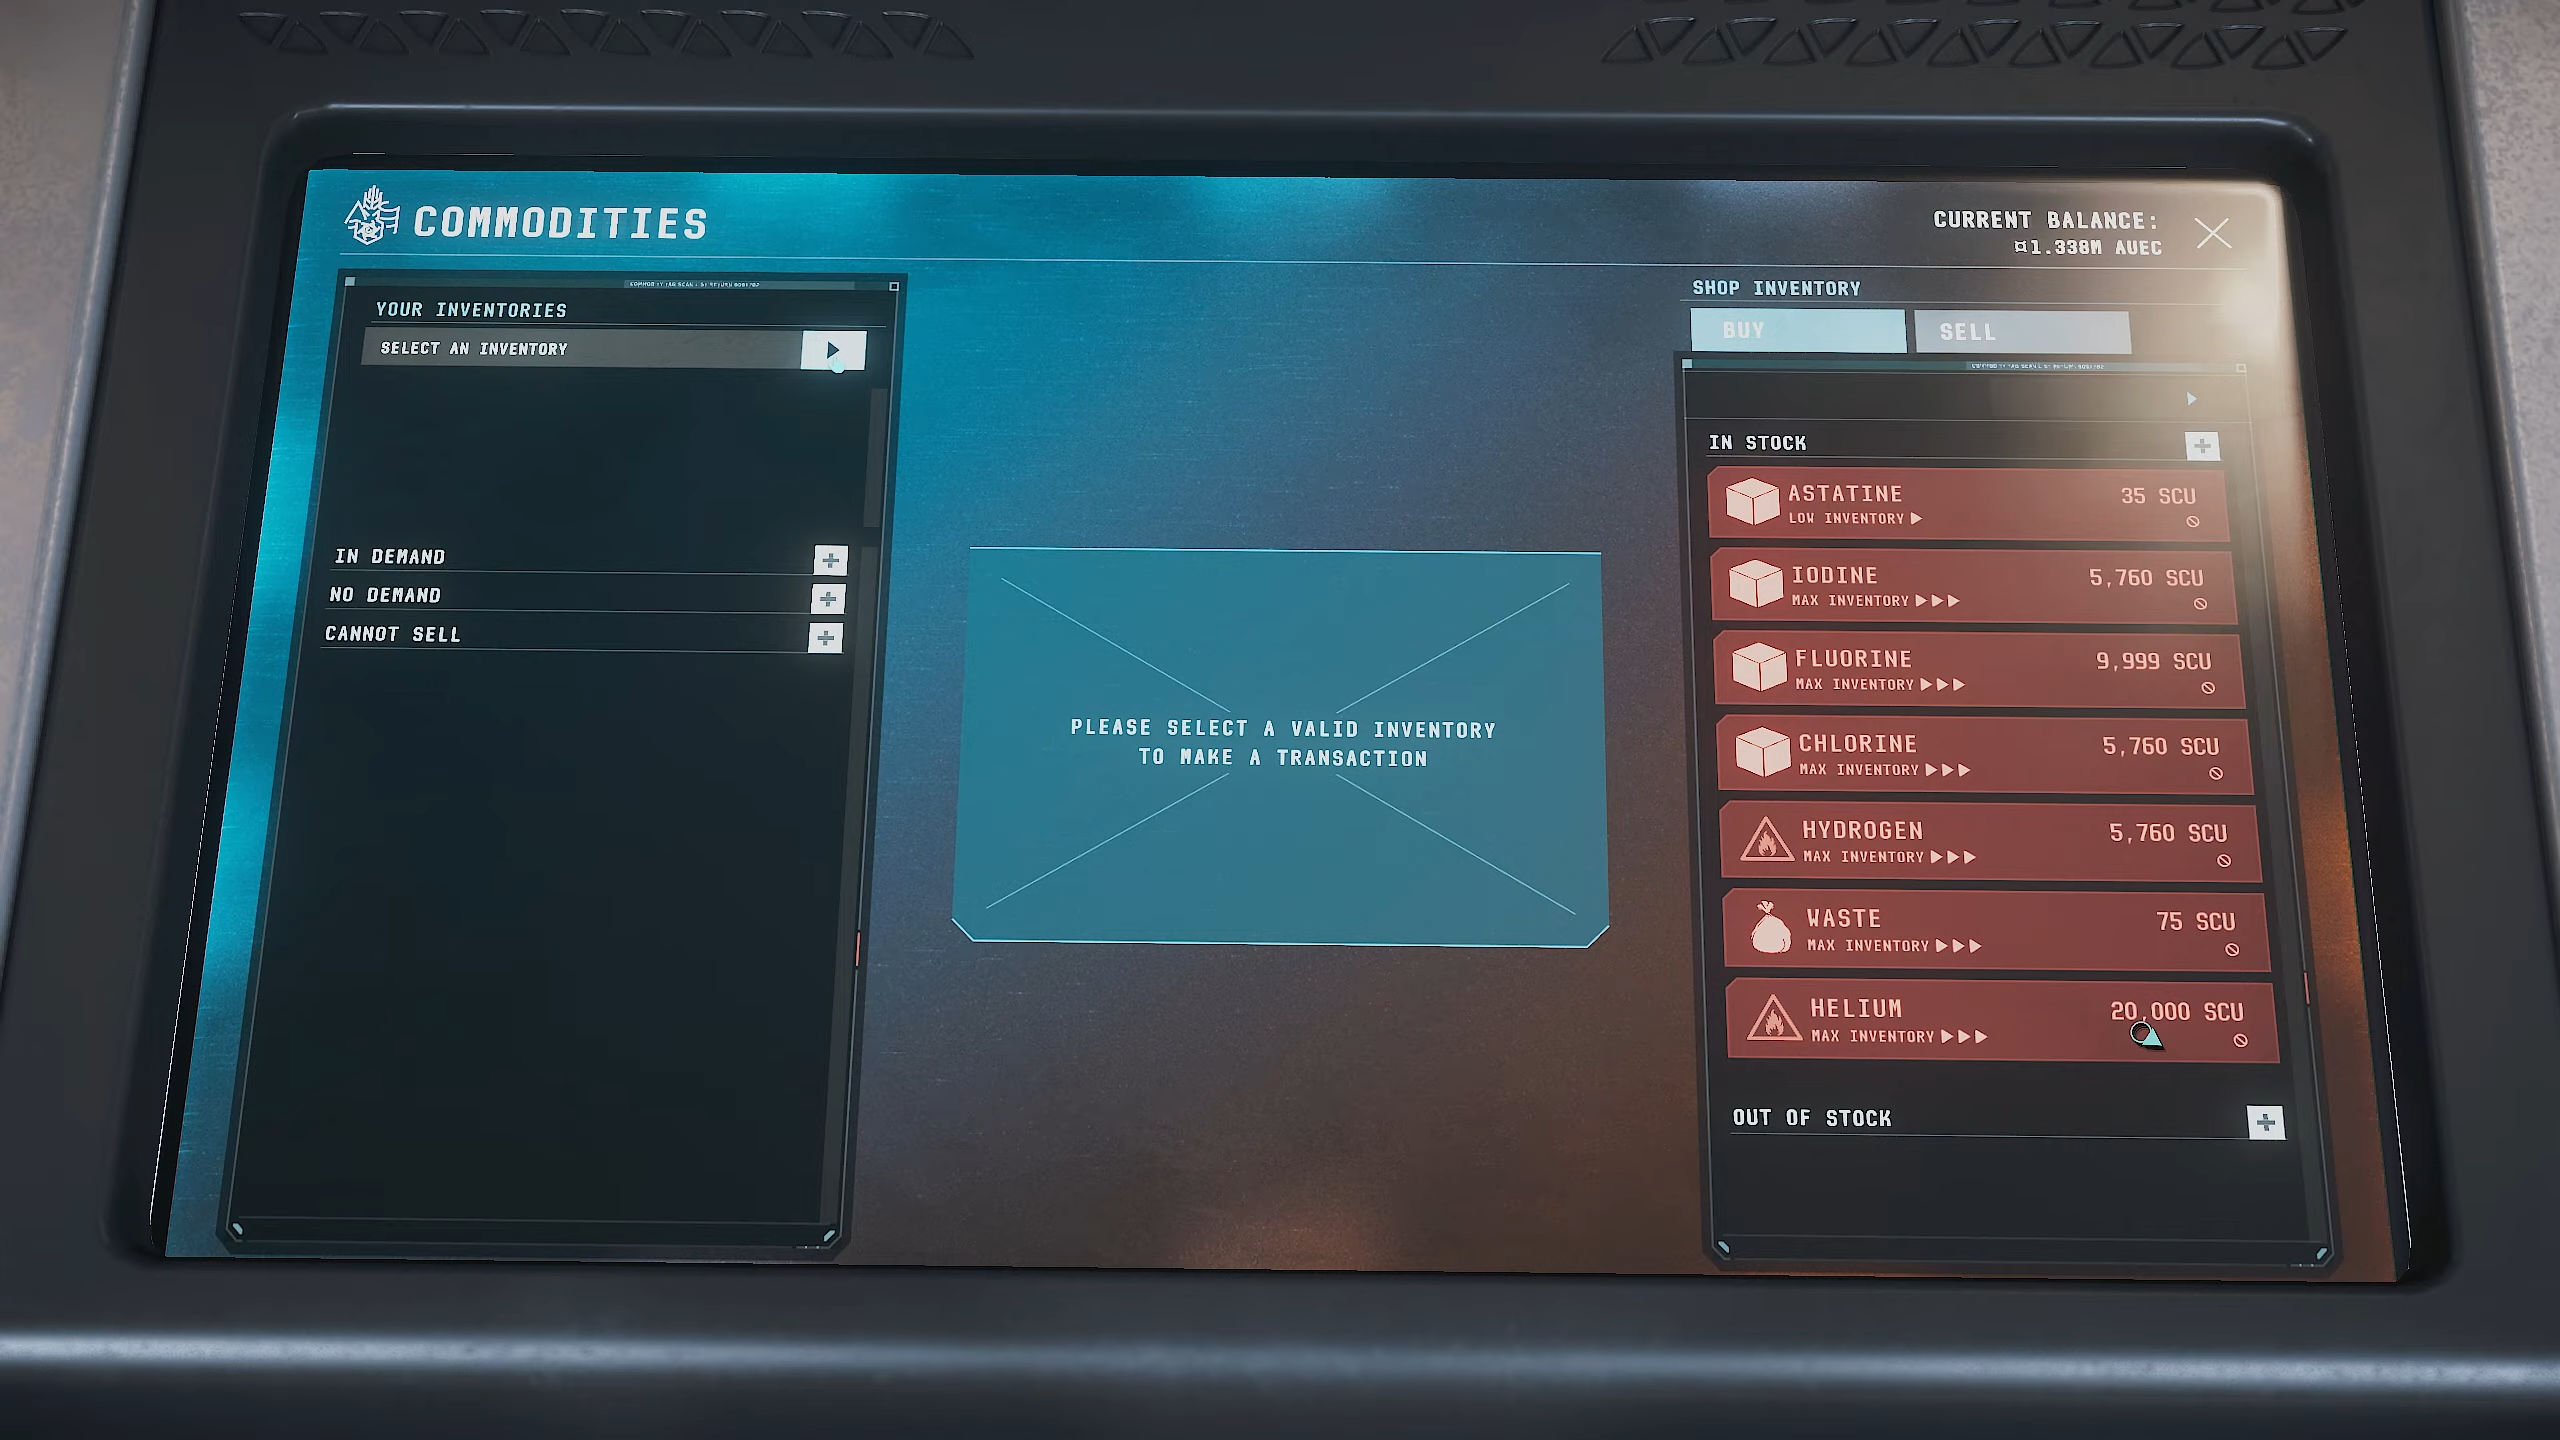 COMMODITIES
CURRENT BALANCE:
¤1.338M AUEC
YOUR INVENTORIES
SELECT AN INVENTORY
IN DEMAND
NO DEMAND
CANNOT SELL
PLEASE SELECT A VALID INVENTORY
TO MAKE A TRANSACTION
SHOP INVENTORY
BUY
SELL
IN STOCK
ASTATINE 35 SCU
LOW INVENTORY
IODINE 5,760 SCU
MAX INVENTORY
FLUORINE 9,999 SCU
MAX INVENTORY
CHLORINE 5,760 SCU
MAX INVENTORY
HYDROGEN 5,760 SCU
MAX INVENTORY
WASTE 75 SCU
MAX INVENTORY
HELIUM 20,000 SCU
MAX INVENTORY
OUT OF STOCK